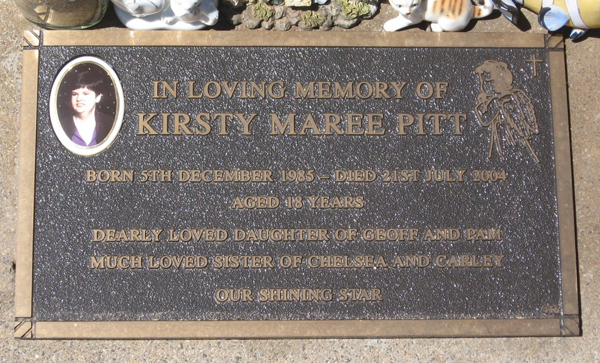 IN LOVING MEMORY OF
KIRSTY MAREE PITT
BORN 5TH DECEMBER 1985 – DIED 21ST JULY 2004
AGED 18 YEARS
DEARLY LOVED DAUGHTER OF GEOFF AND PAM
MUCH LOVED SISTER OF CHELSEA AND CARLEY
OUR SHINING STAR